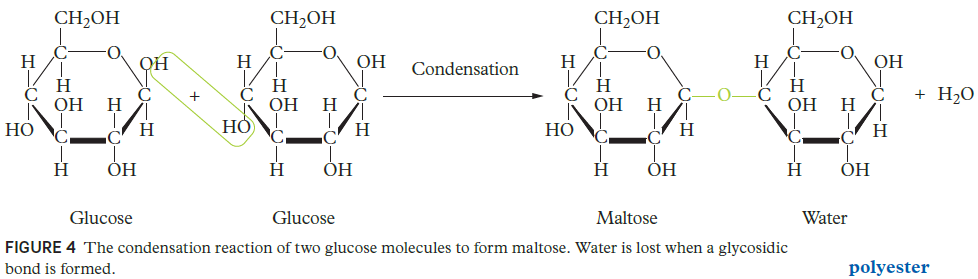 CH₂OH CH₂OH CH₂OH CH₂OH
H C O OH H C O OH Condensation H C O H C O OH
H H H H
C OH H C + C OH H C C OH H C O C OH H C + H₂O
HO C C H HO C C H HO C C H C C H
H OH H OH H OH H OH
Glucose Glucose Maltose Water
FIGURE 4 The condensation reaction of two glucose molecules to form maltose. Water is lost when a glycosidic
bond is formed.
polyester